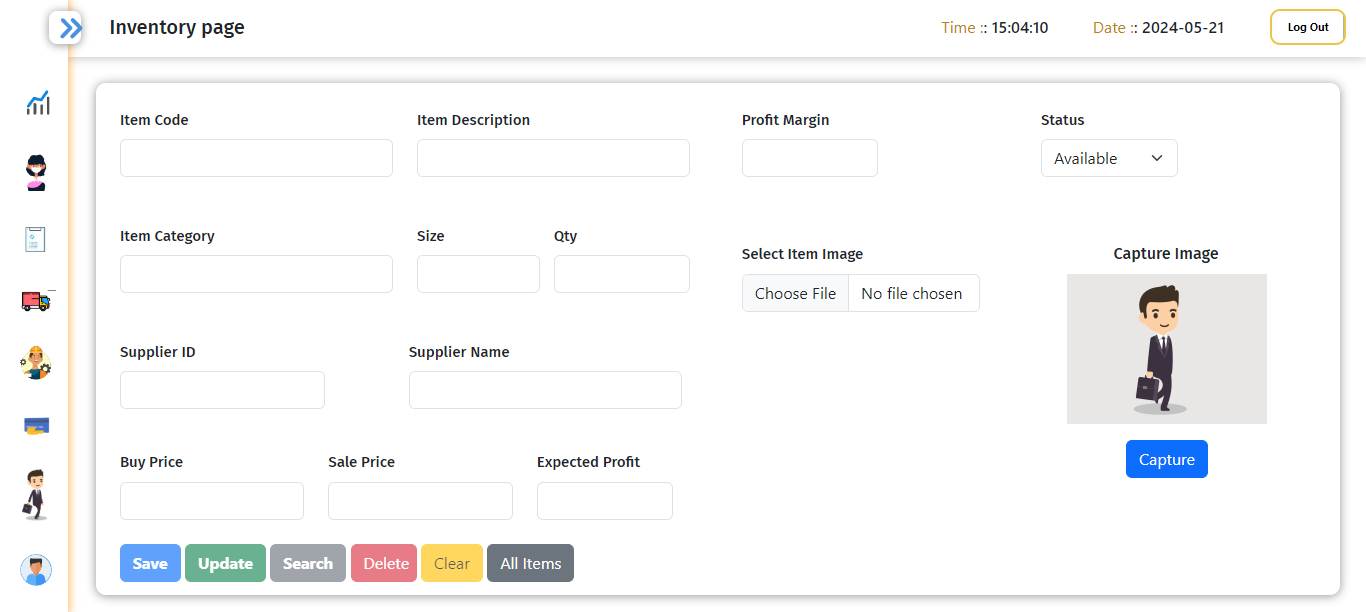 Inventory page
Time :: 15:04:10
Date :: 2024-05-21
Log Out
Item Code
Item Description
Profit Margin
Status
Available
Item Category
Size
Qty
Select Item Image
Capture Image
Choose File
No file chosen
Supplier ID
Supplier Name
Capture
Buy Price
Sale Price
Expected Profit
Save
Update
Search
Delete
Clear
All Items